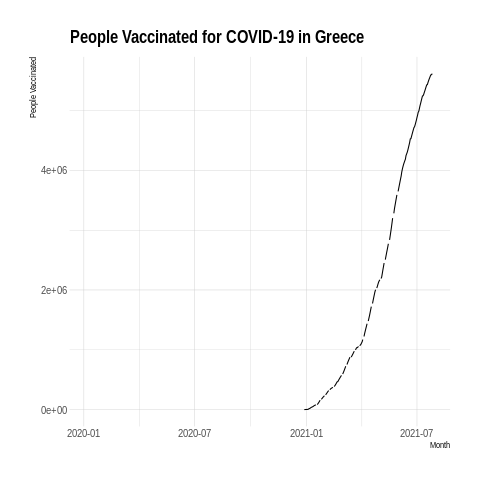 People Vaccinated for COVID-19 in Greece
People Vaccinated
4e+06
2e+06
0e+00
2020-01
2020-07
2021-01
2021-07
Month